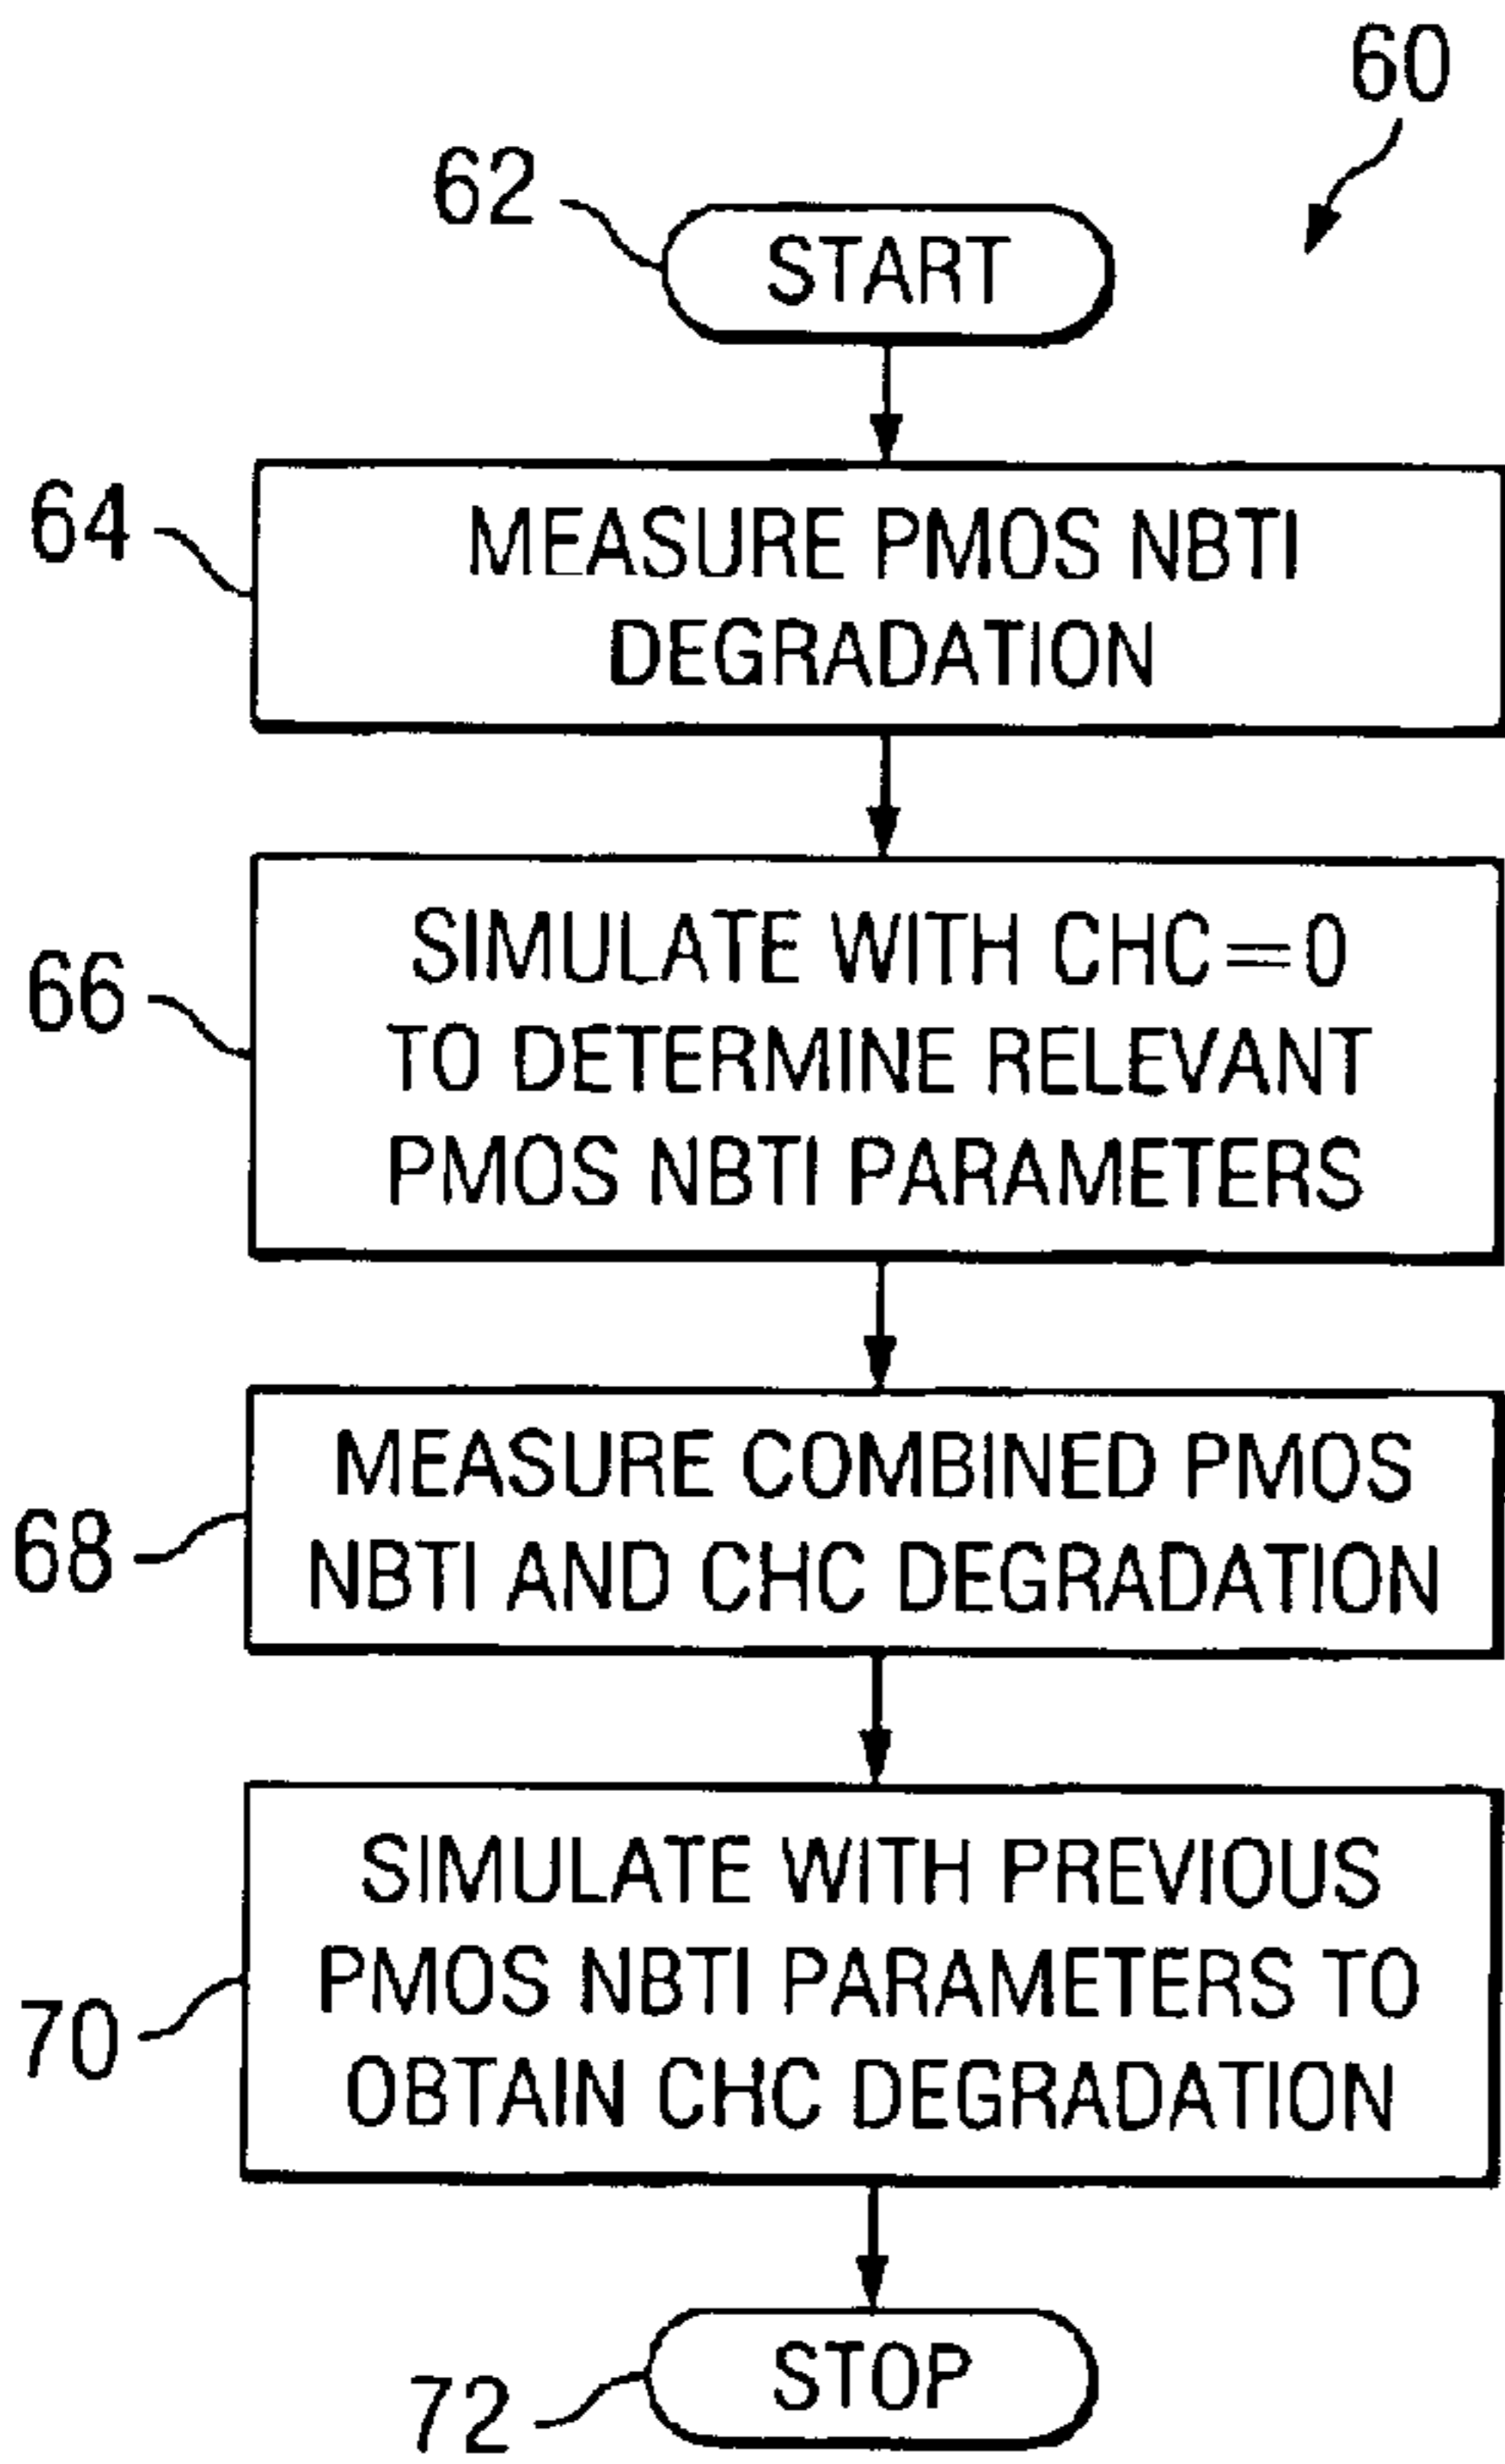 60
62
START
64
MEASURE PMOS NBTI
DEGRADATION
66
SIMULATE WITH CHC=0
TO DETERMINE RELEVANT
PMOS NBTI PARAMETERS
68
MEASURE COMBINED PMOS
NBTI AND CHC DEGRADATION
70
SIMULATE WITH PREVIOUS
PMOS NBTI PARAMETERS TO
OBTAIN CHC DEGRADATION
72
STOP